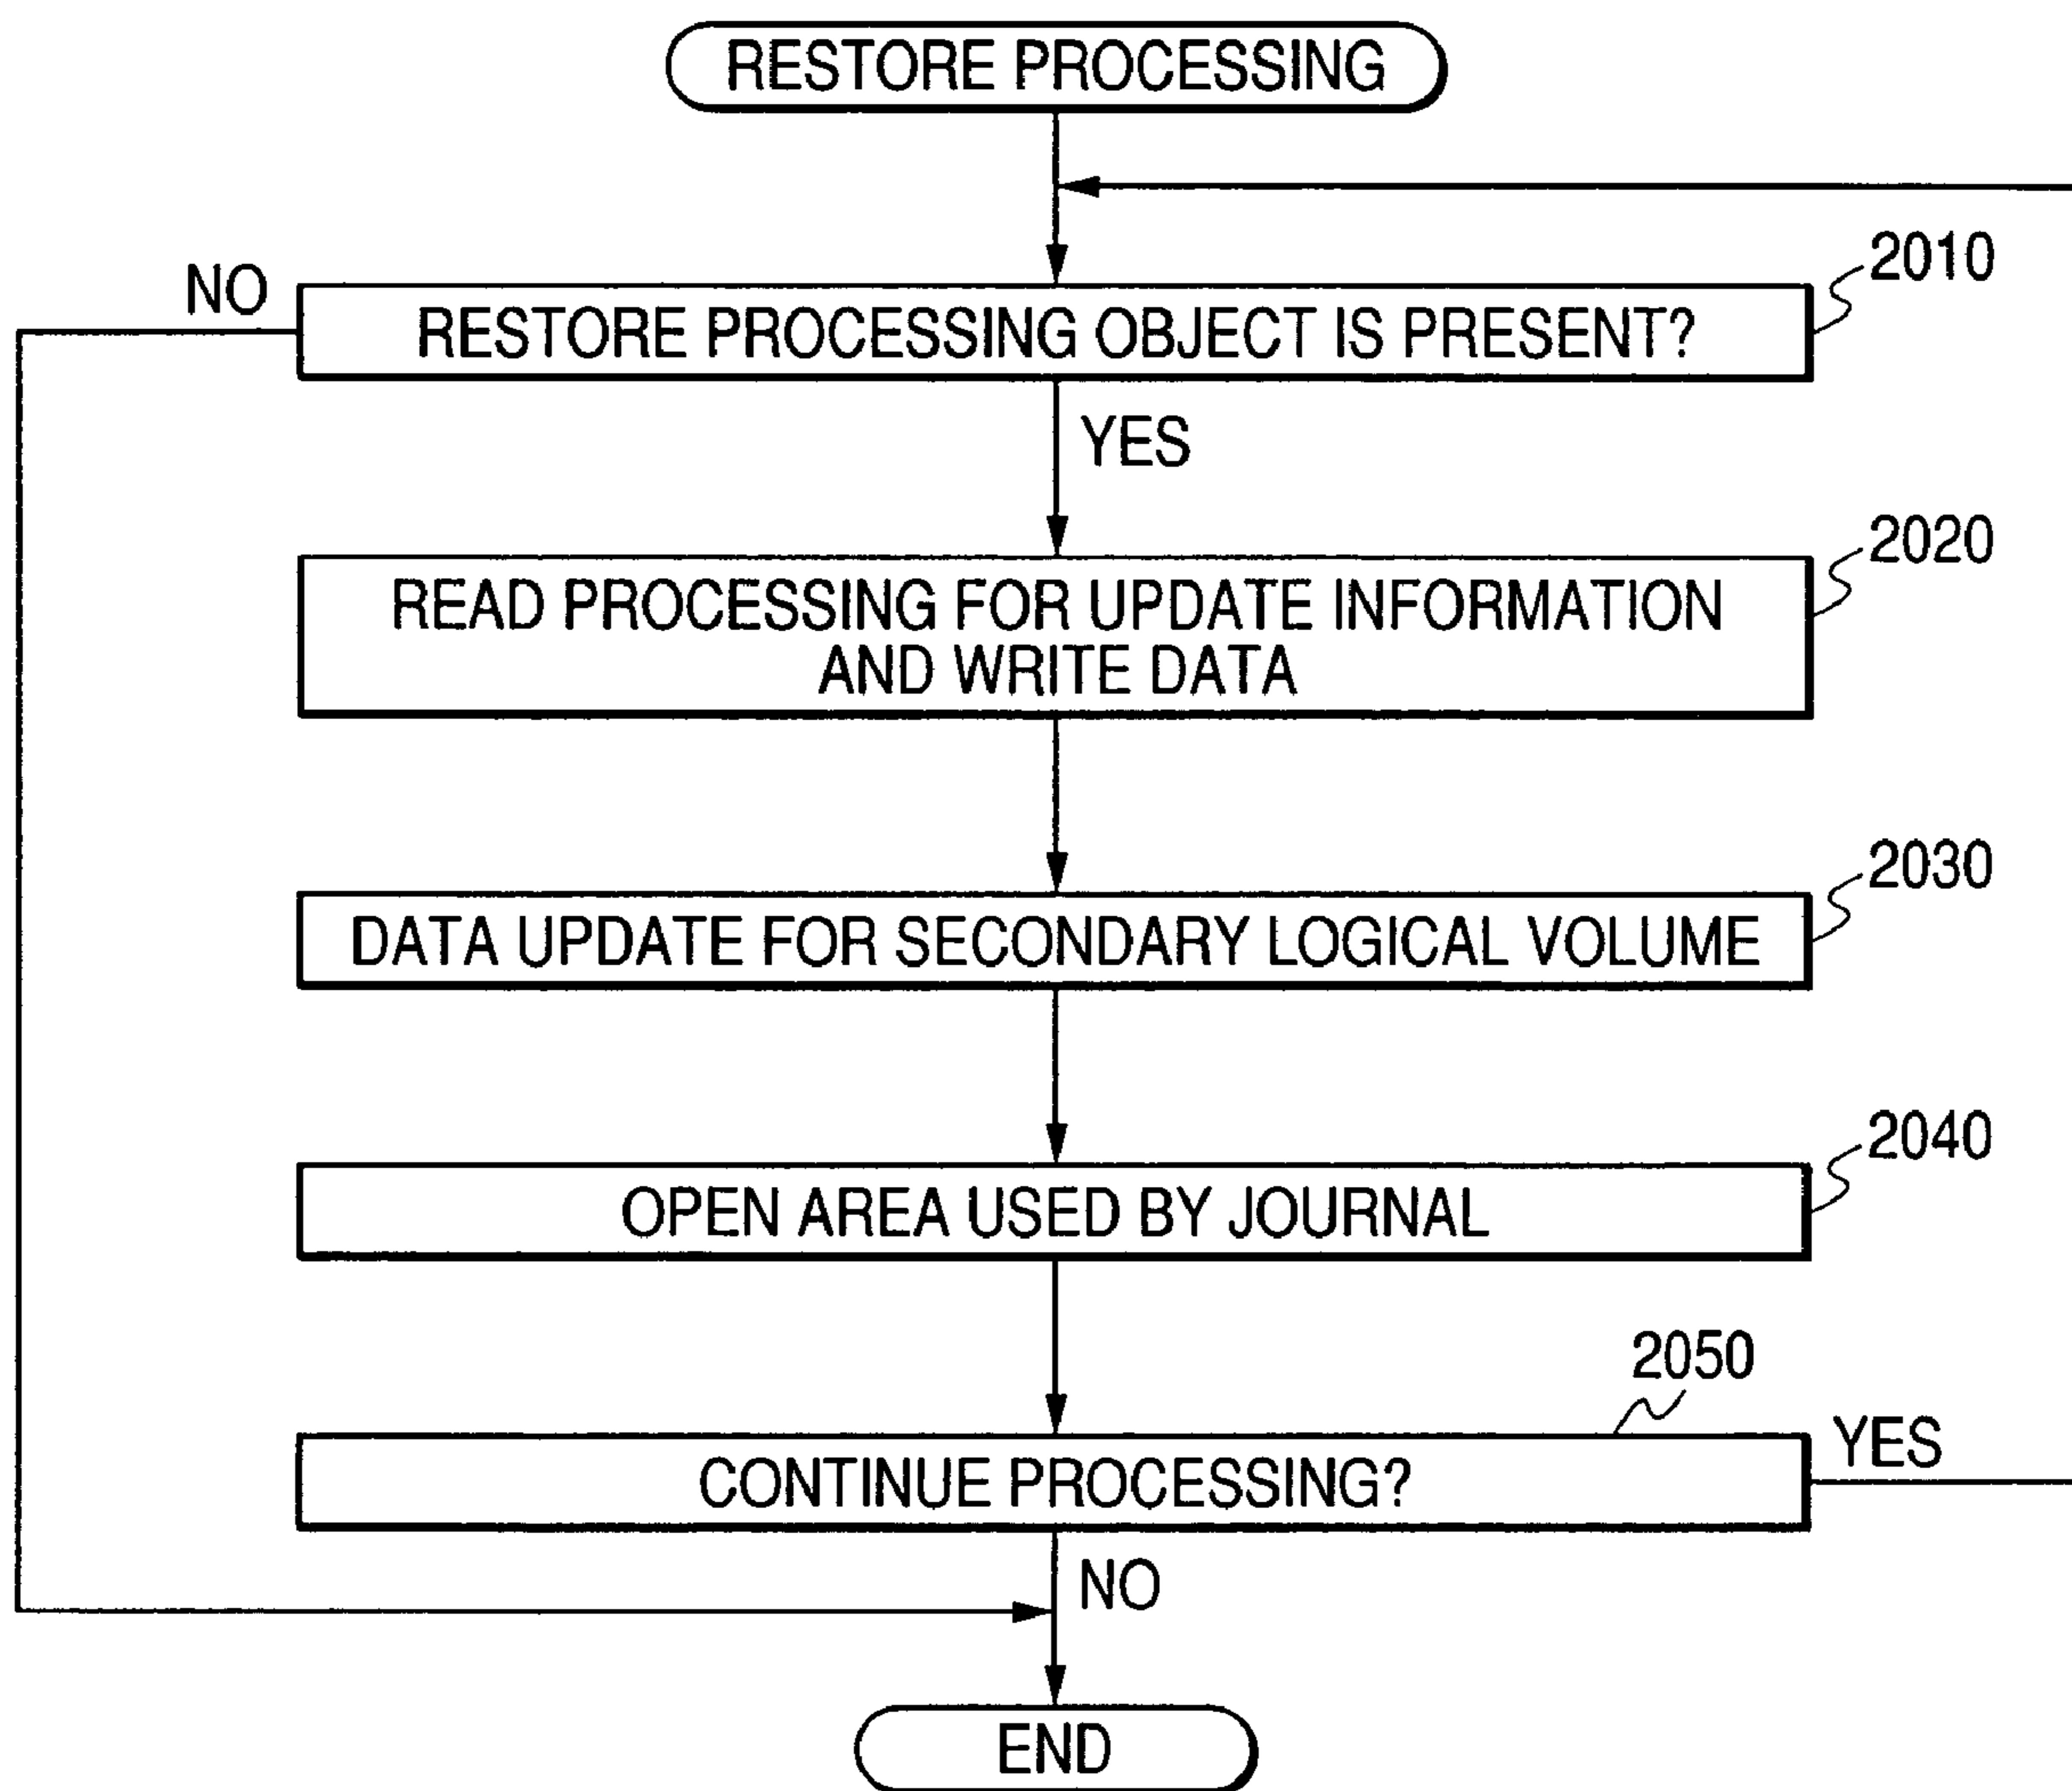 RESTORE PROCESSING
2010
NO
RESTORE PROCESSING OBJECT IS PRESENT?
YES
2020
READ PROCESSING FOR UPDATE INFORMATION
AND WRITE DATA
2030
DATA UPDATE FOR SECONDARY LOGICAL VOLUME
2040
OPEN AREA USED BY JOURNAL
2050
CONTINUE PROCESSING?
YES
NO
END